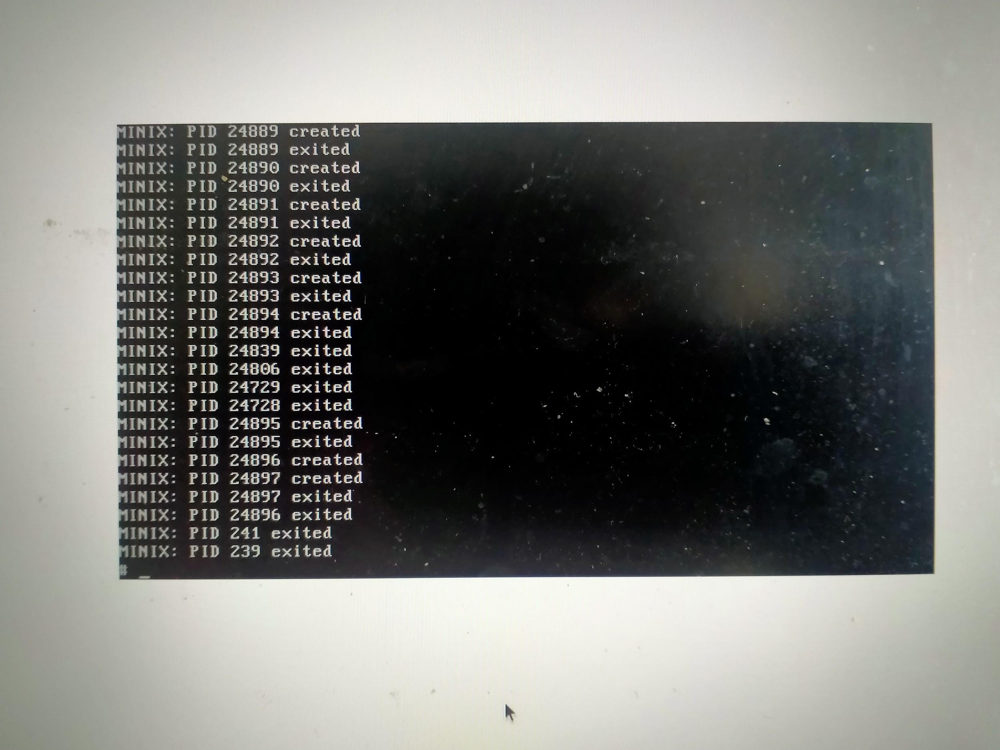 MINIX: PID 24889 created
MINIX: PID 24889 exited
MINIX: PID 24890 created
MINIX: PID 24890 exited
MINIX: PID 24891 created
MINIX: PID 24891 exited
MINIX: PID 24892 created
MINIX: PID 24892 exited
MINIX: PID 24893 created
MINIX: PID 24893 exited
MINIX: PID 24894 created
MINIX: PID 24894 exited
MINIX: PID 24839 exited
MINIX: PID 24806 exited
MINIX: PID 24729 exited
MINIX: PID 24728 exited
MINIX: PID 24895 created
MINIX: PID 24895 exited
MINIX: PID 24896 created
MINIX: PID 24897 created
MINIX: PID 24897 exited
MINIX: PID 24896 exited
MINIX: PID 241 exited
MINIX: PID 239 exited
# _